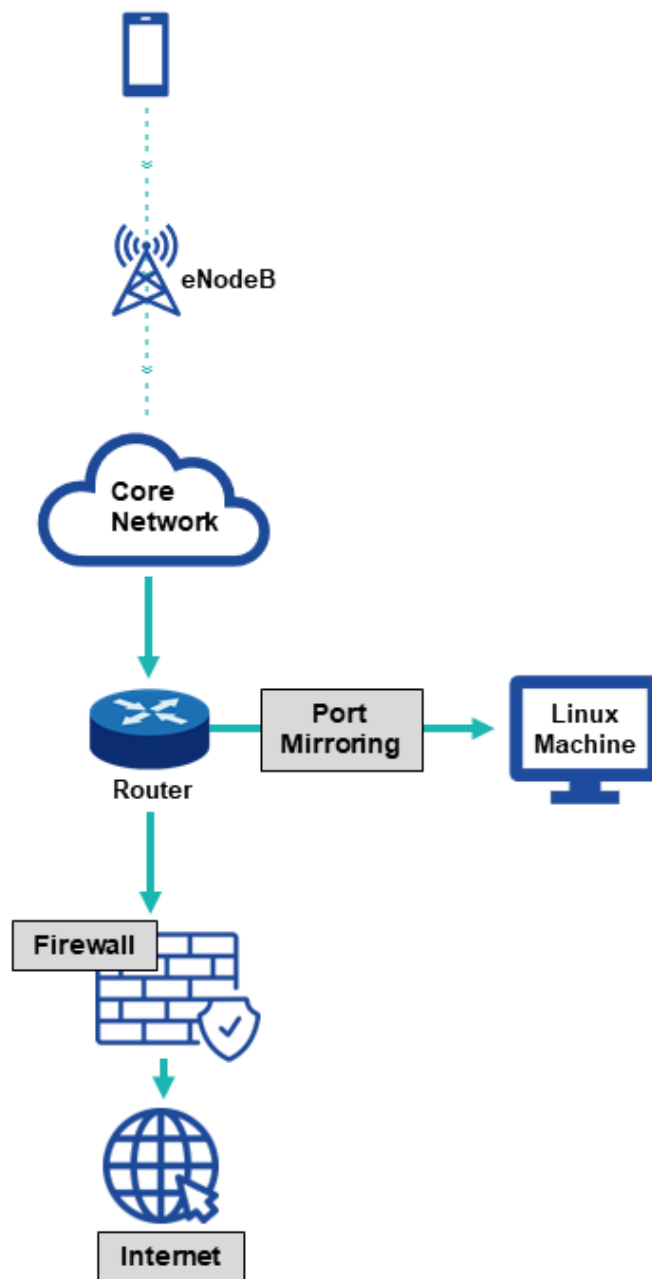 eNodeB
Core
Network
Port
Mirroring
Linux
Machine
Router
Firewall
Internet